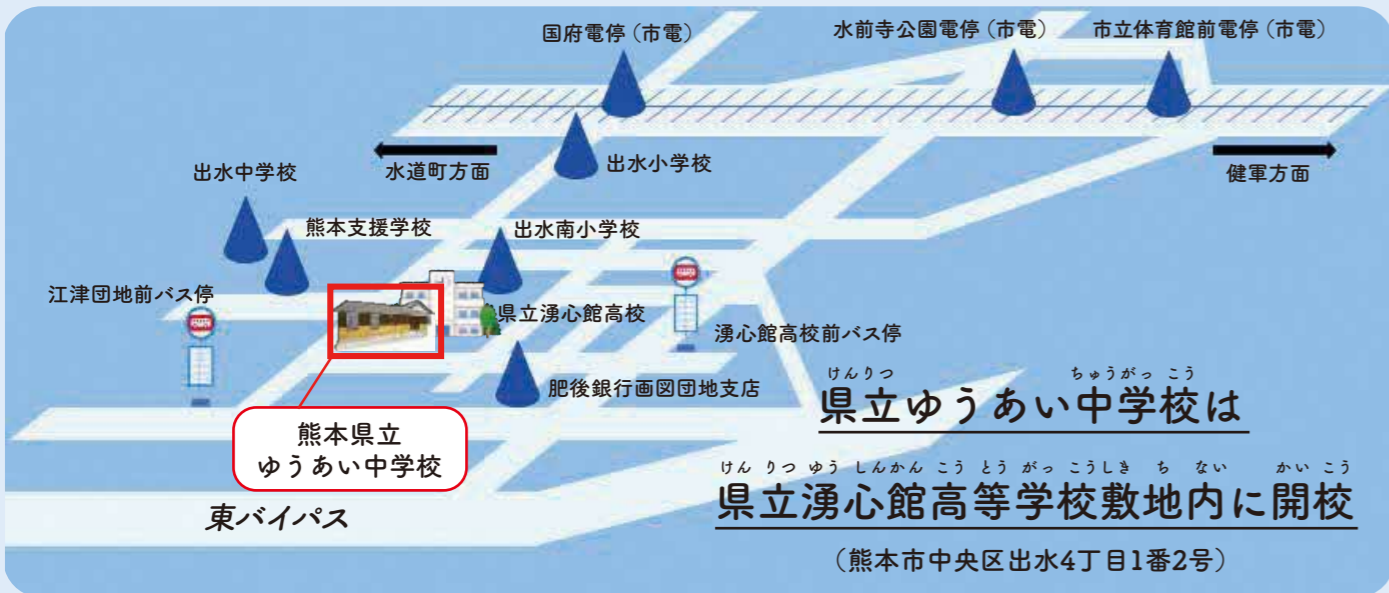 国府電停（市電）
水前寺公園電停（市電）
市立体育館前電停（市電）
水道町方面
出水小学校
健軍方面
出水中学校
熊本支援学校
出水南小学校
江津団地前バス停
県立湧心館高校
湧心館高校前バス停
肥後銀行画図団地支店
熊本県立
ゆうあい中学校
東バイパス
けんりつ ちゅうがっ こう
県立ゆうあい中学校は
けん りつ ゆう しんかん こう とう がっ こうしき ち ない かい こう
県立湧心館高等学校敷地内に開校
（熊本市中央区出水4丁目1番2号）